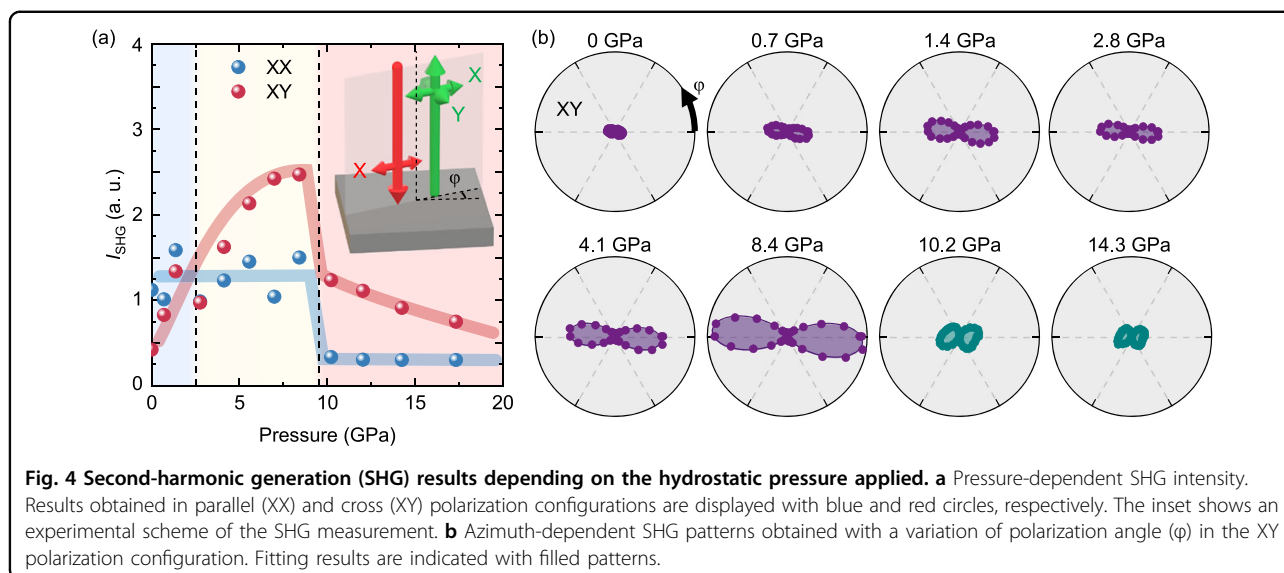 (a)
4
3
2
1
0
I_SHG (a. u.)
XX
XY
X
Y
X
φ
0 5 10 15 20
Pressure (GPa)
(b)
0 GPa 0.7 GPa 1.4 GPa 2.8 GPa
XY
φ
4.1 GPa 8.4 GPa 10.2 GPa 14.3 GPa
Fig. 4 Second-harmonic generation (SHG) results depending on the hydrostatic pressure applied. a Pressure-dependent SHG intensity.
Results obtained in parallel (XX) and cross (XY) polarization configurations are displayed with blue and red circles, respectively. The inset shows an
experimental scheme of the SHG measurement. b Azimuth-dependent SHG patterns obtained with a variation of polarization angle (φ) in the XY
polarization configuration. Fitting results are indicated with filled patterns.